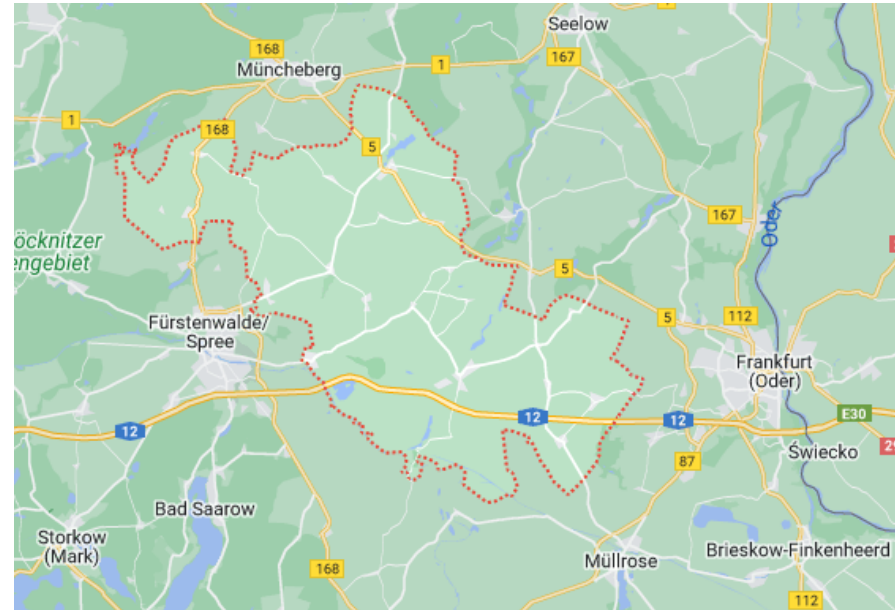 Seelow
168
167
1
Müncheberg
1
168
5
167
Oder
öcknitzer
engebiet
5
112
5
Fürstenwalde/
Spree
Frankfurt
(Oder)
12
12
12
E30
87
Świecko
29
Bad Saarow
Storkow
(Mark)
Müllrose
Brieskow-Finkenheerd
168
112